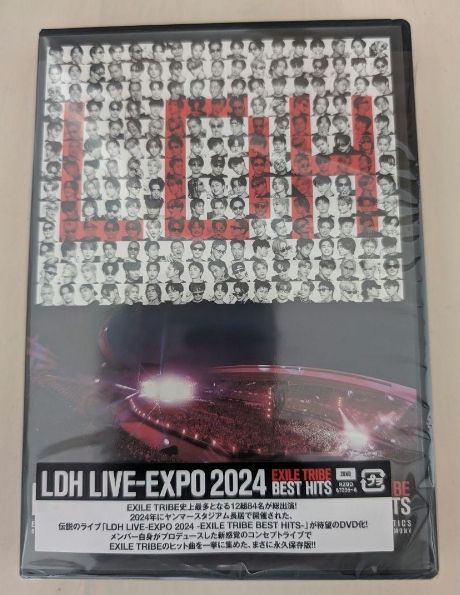 LDH
LDH LIVE-EXPO 2024 EXILE TRIBE BEST HITS
2DVD
プラ
EXILE TRIBE史上最多となる12組84名が総出演!
2024年にヤンマースタジアム長居で開催された、
伝説のライブ「LDH LIVE-EXPO 2024 -EXILE TRIBE BEST HITS-」が待望のDVD化!
メンバー自身がプロデュースした新感覚のコンセプトライブで
EXILE TRIBEのヒット曲を一挙に集めた、まさに永久保存版!!